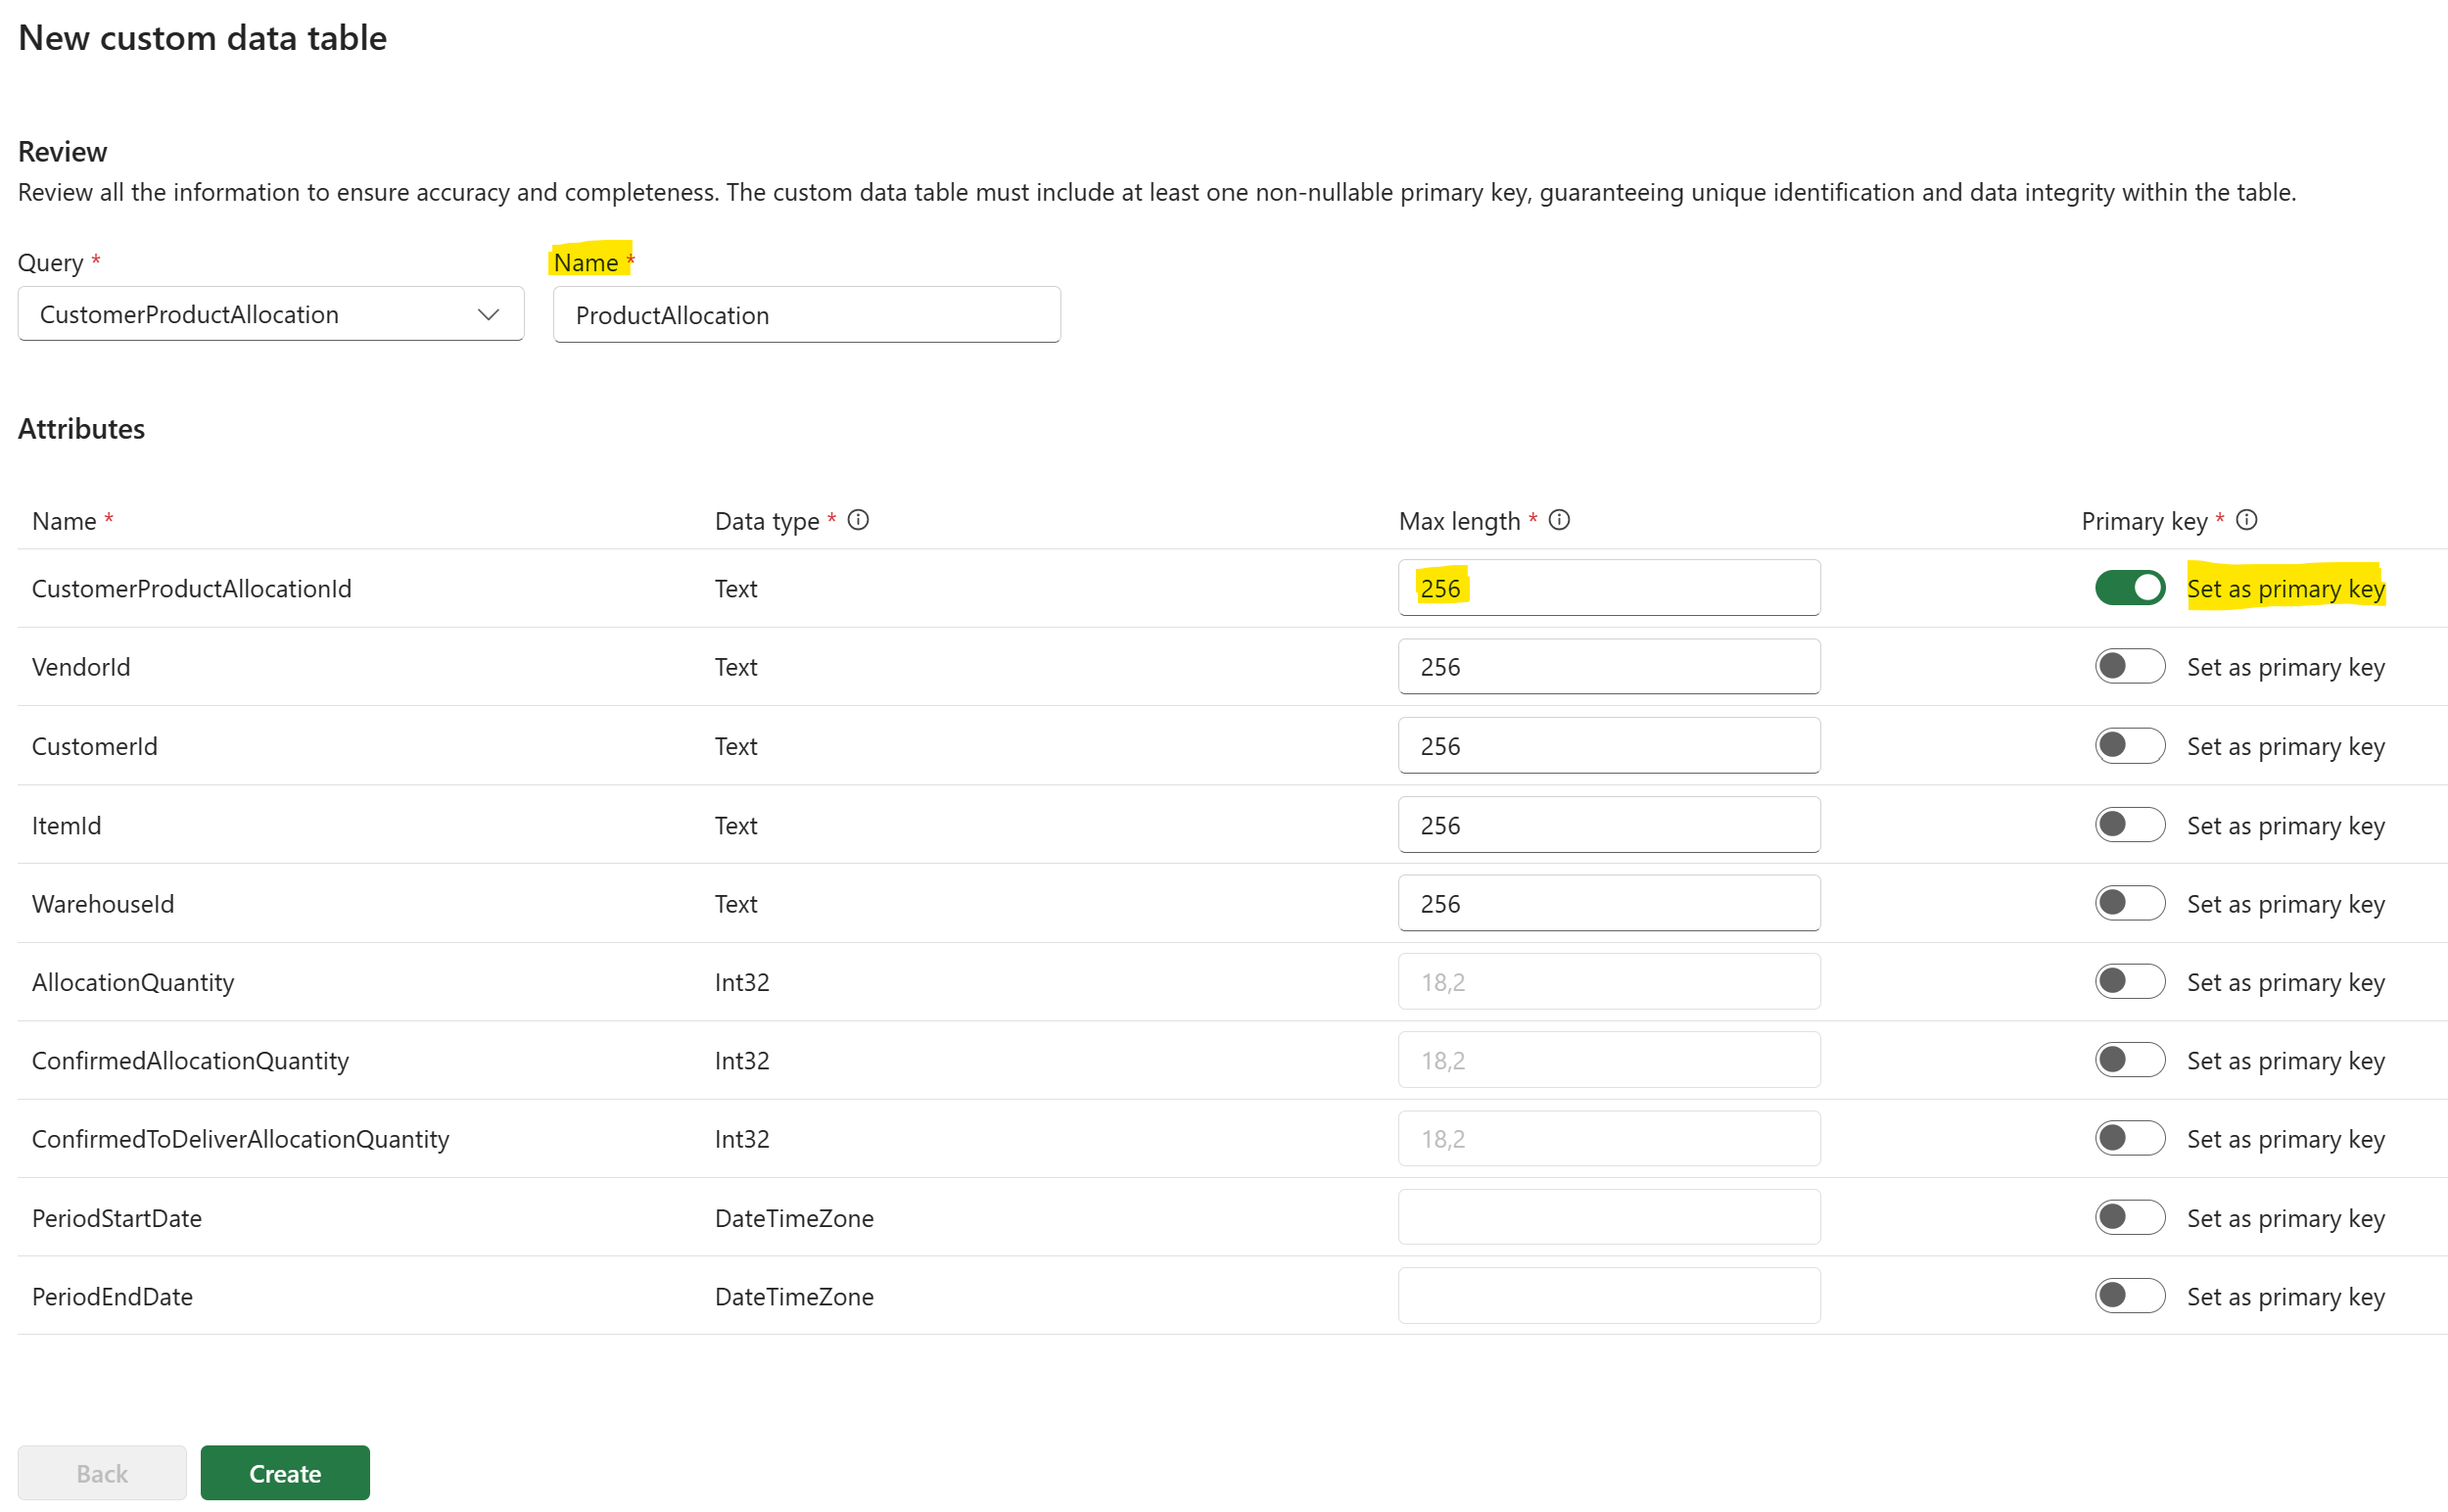 New custom data table
Review
Review all the information to ensure accuracy and completeness. The custom data table must include at least one non-nullable primary key, guaranteeing unique identification and data integrity within the table.
Query * Name *
CustomerProductAllocation ProductAllocation
Attributes
Name * Data type * Max length * Primary key *
CustomerProductAllocationId Text 256 Set as primary key
VendorId Text 256 Set as primary key
CustomerId Text 256 Set as primary key
ItemId Text 256 Set as primary key
WarehouseId Text 256 Set as primary key
AllocationQuantity Int32 18,2 Set as primary key
ConfirmedAllocationQuantity Int32 18,2 Set as primary key
ConfirmedToDeliverAllocationQuantity Int32 18,2 Set as primary key
PeriodStartDate DateTimeZone Set as primary key
PeriodEndDate DateTimeZone Set as primary key
Back Create